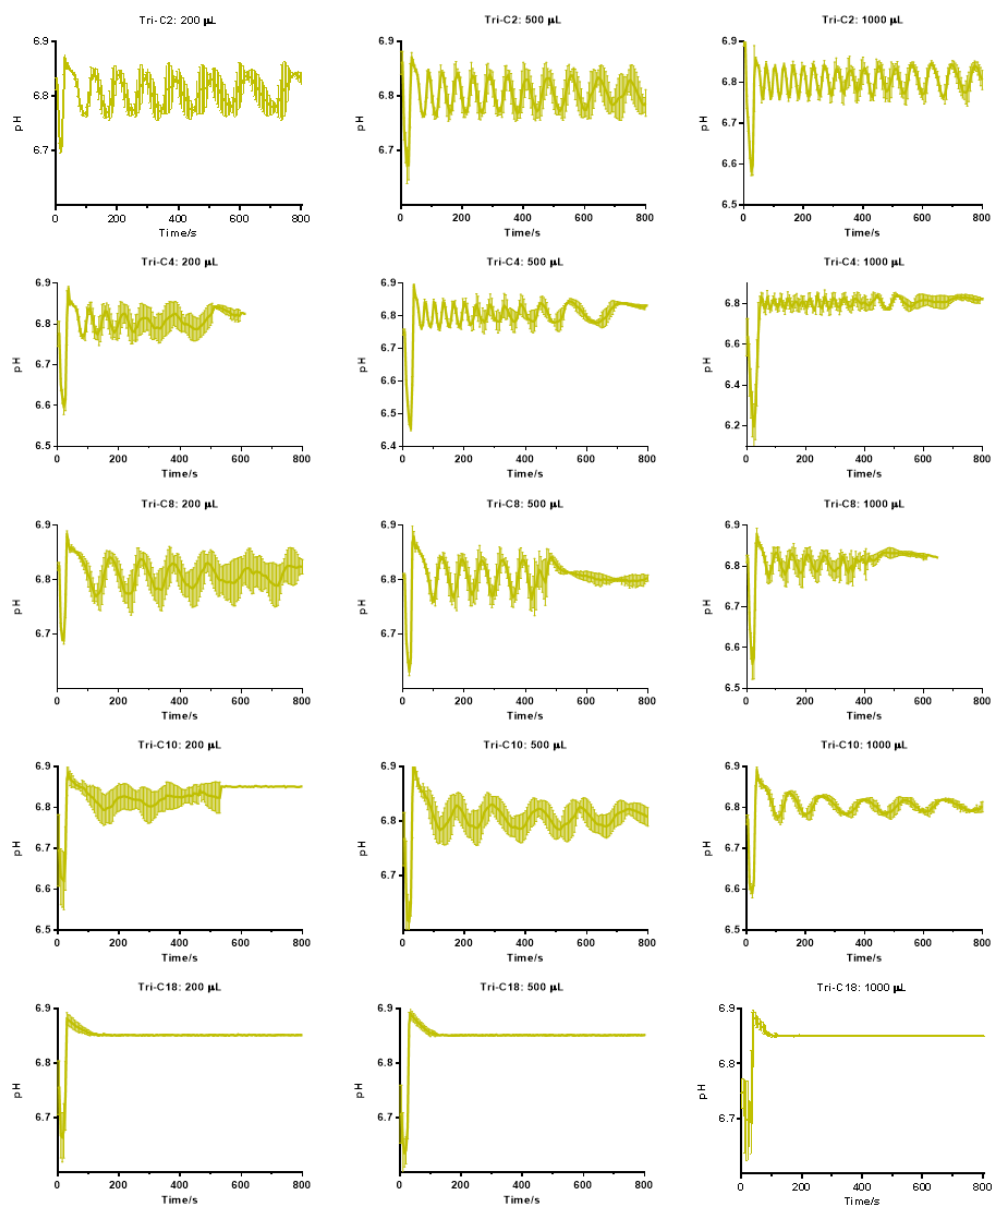 Tri-C2: 200 µL
Tri-C2: 500 µL
Tri-C2: 1000 µL
6.9
6.8
6.7
pH
0
200
400
600
800
Time/s
6.9
6.8
6.7
pH
0
200
400
600
800
Time/s
6.9
6.8
6.7
6.6
6.5
pH
0
200
400
600
800
Time/s
Tri-C4: 200 µL
Tri-C4: 500 µL
Tri-C4: 1000 µL
6.9
6.8
6.7
6.6
6.5
pH
0
200
400
600
800
Time/s
6.9
6.8
6.7
6.6
6.5
6.4
pH
0
200
400
600
800
Time/s
6.8
6.6
6.4
6.2
pH
0
200
400
600
800
Time/s
Tri-C8: 200 µL
Tri-C8: 500 µL
Tri-C8: 1000 µL
6.9
6.8
6.7
pH
0
200
400
600
800
Time/s
6.9
6.8
6.7
pH
0
200
400
600
800
Time/s
6.9
6.8
6.7
6.6
6.5
pH
0
200
400
600
800
Time/s
Tri-C10: 200 µL
Tri-C10: 500 µL
Tri-C10: 1000 µL
6.9
6.8
6.7
6.6
6.5
pH
0
200
400
600
800
Time/s
6.9
6.8
6.7
pH
0
200
400
600
800
Time/s
6.9
6.8
6.7
6.6
6.5
pH
0
200
400
600
800
Time/s
Tri-C18: 200 µL
Tri-C18: 500 µL
Tri-C18: 1000 µL
6.9
6.8
6.7
pH
0
200
400
600
800
Time/s
6.9
6.8
6.7
pH
0
200
400
600
800
Time/s
6.9
6.8
6.7
pH
0
200
400
600
800
Time/s